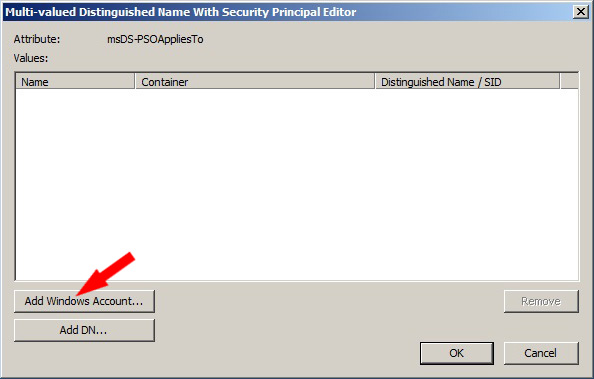 Multi-valued Distinguished Name With Security Principal Editor
Attribute: msDS-PSOAppliesTo
Values:
Name Container Distinguished Name / SID
Add Windows Account... Remove
Add DN...
OK Cancel